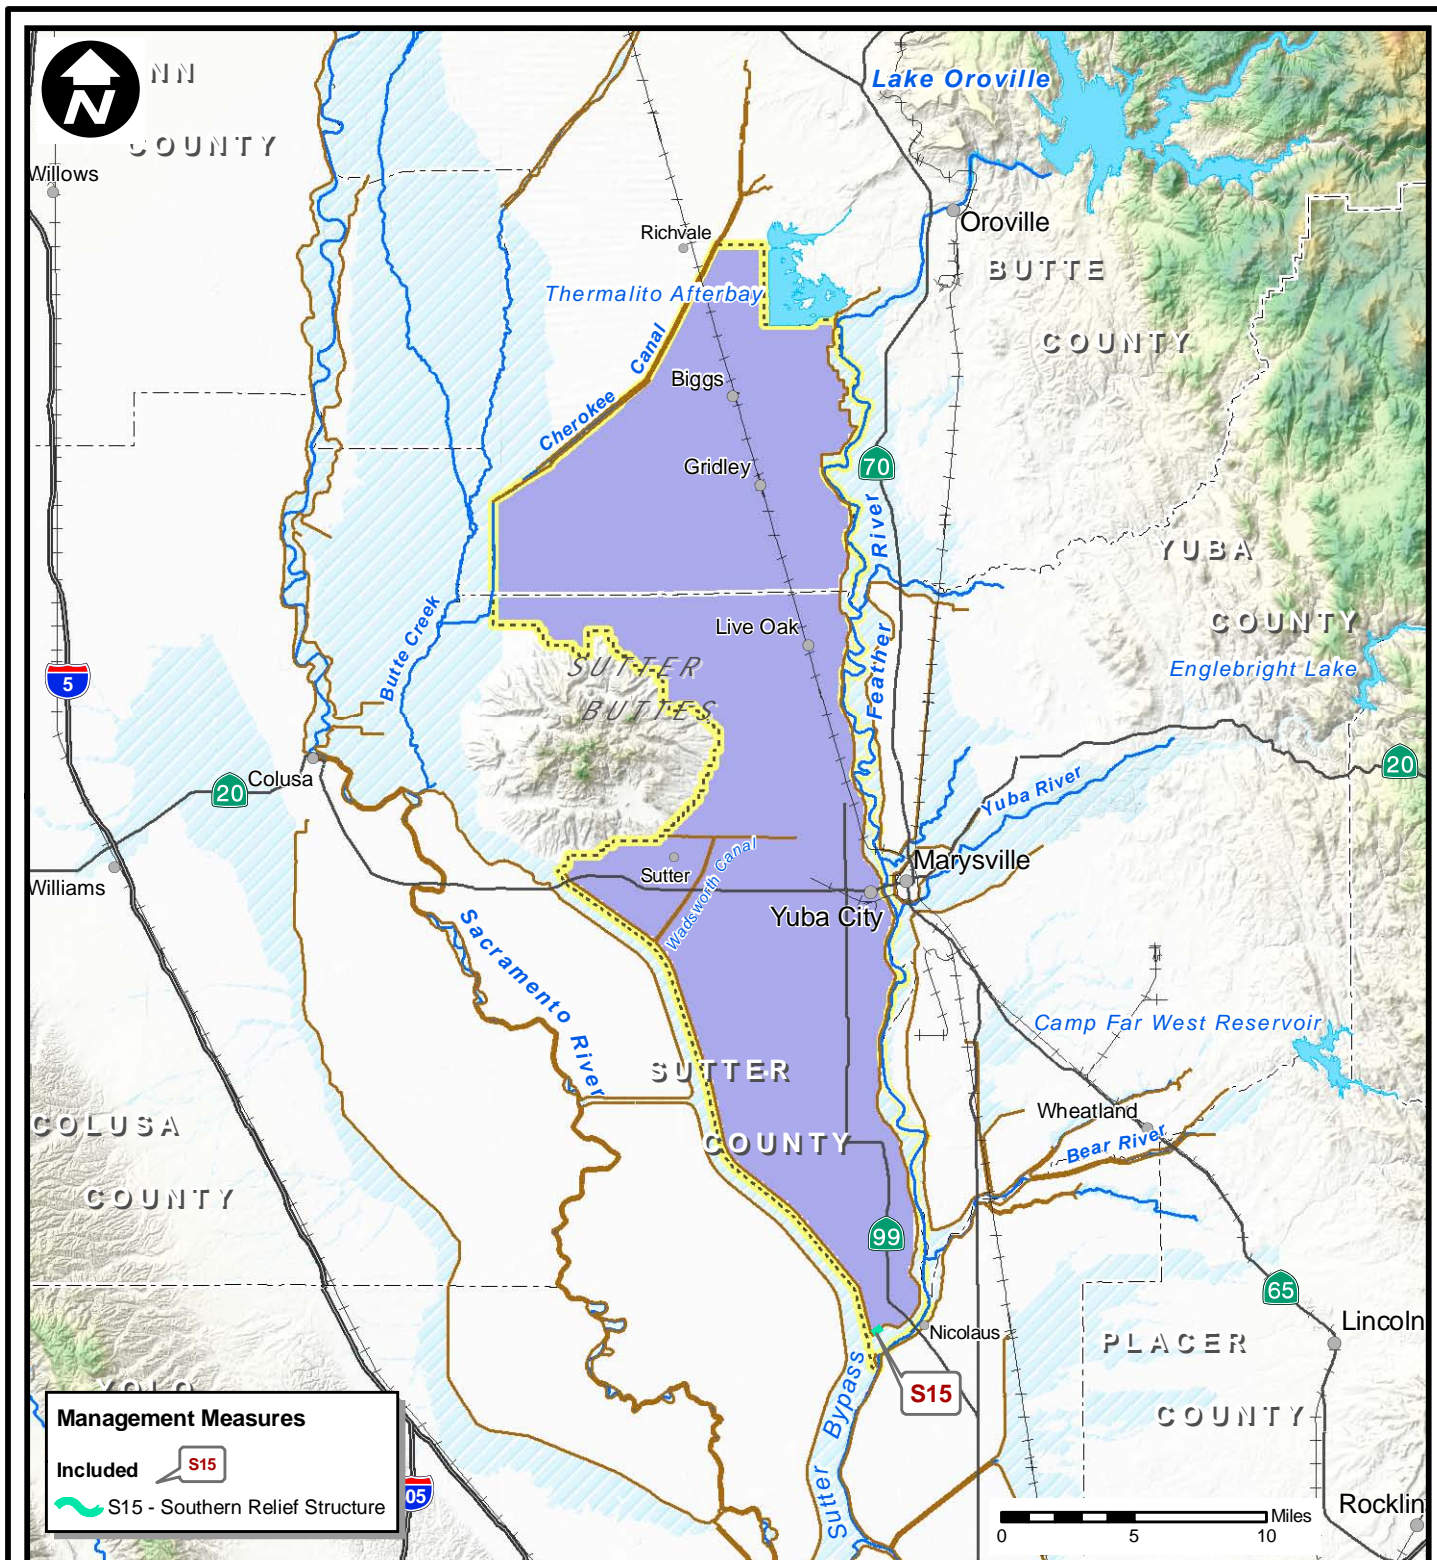 N
NN
COUNTY
Willows
Lake Oroville
Richvale
Oroville
BUTTE
COUNTY
Thermalito Afterbay
Cherokee Canal
Biggs
Gridley
70
Feather River
YUBA
COUNTY
Englebright Lake
Live Oak
Butte Creek
SUTTER
BUTTES
5
20
Colusa
20
Yuba River
Williams
Sutter
Wadsworth Canal
Marysville
Yuba City
Sacramento River
Camp Far West Reservoir
SUTTER
COUNTY
Wheatland
Bear River
COLUSA
COUNTY
99
65
Nicolaus
Lincoln
PLACER
COUNTY
S15
Sutter Bypass
YOLO
Management Measures
Included
S15
S15 - Southern Relief Structure
05
Rocklin
Miles
0 5 10